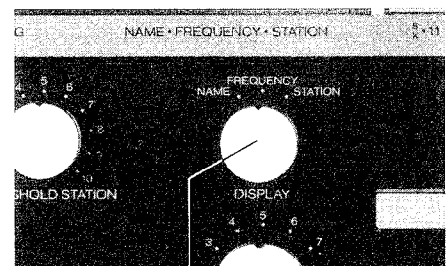 G NAME • FREQUENCY • STATION
FREQUENCY
NAME STATION
4 5 6 7 8 10
SHOLD STATION
DISPLAY
3 4 5 6 7